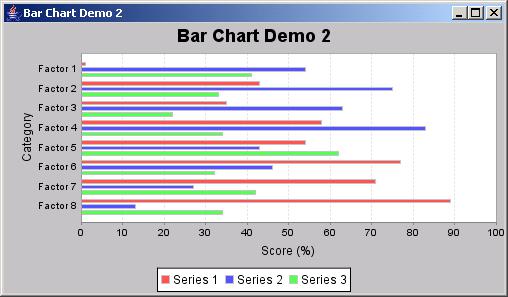 Bar Chart Demo 2
Bar Chart Demo 2
Category
Factor 1
Factor 2
Factor 3
Factor 4
Factor 5
Factor 6
Factor 7
Factor 8
0 10 20 30 40 50 60 70 80 90 100
Score (%)
Series 1 Series 2 Series 3